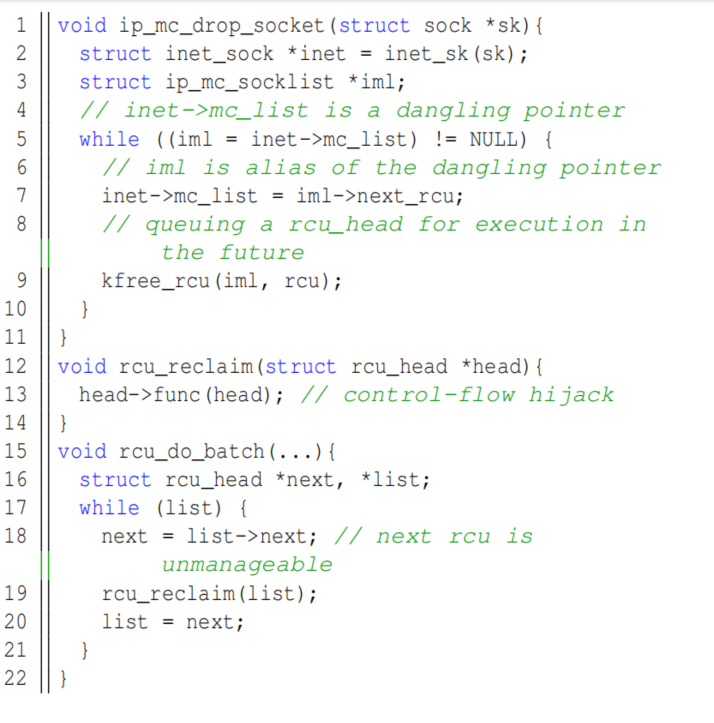 1 void ip_mc_drop_socket(struct sock *sk){
2 struct inet_sock *inet = inet_sk(sk);
3 struct ip_mc_socklist *iml;
4 // inet->mc_list is a dangling pointer
5 while ((iml = inet->mc_list) != NULL) {
6 // iml is alias of the dangling pointer
7 inet->mc_list = iml->next_rcu;
8 // queuing a rcu_head for execution in
the future
9 kfree_rcu(iml, rcu);
10 }
11 }
12 void rcu_reclaim(struct rcu_head *head){
13 head->func(head); // control-flow hijack
14 }
15 void rcu_do_batch(...){
16 struct rcu_head *next, *list;
17 while (list) {
18 next = list->next; // next rcu is
unmanageable
19 rcu_reclaim(list);
20 list = next;
21 }
22 }